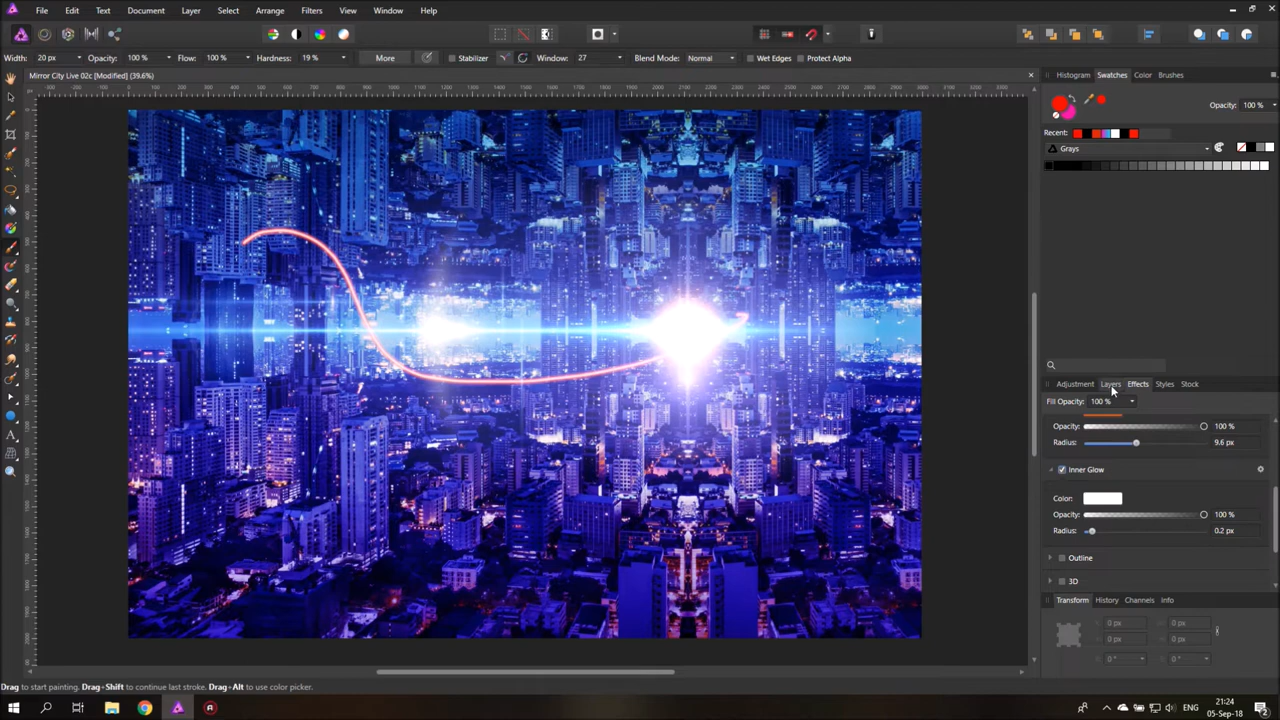 File Edit Text Document Layer Select Arrange Filters View Window Help
Width: 20 px Opacity: 100 % Flow: 100 % Hardness: 19 % More Stabilizer Window: 27 Blend Mode: Normal Wet Edges Protect Alpha
Mirror City Live 02c [Modified] (39.6%)
Histogram Swatches Color Brushes
Opacity: 100 %
Recent:
Grays
Adjustment Layers Effects Styles Stock
Fill Opacity: 100 %
Opacity: 100 %
Radius: 9.6 px
Inner Glow
Color:
Opacity: 100 %
Radius: 0.2 px
Outline
3D
Transform History Channels Info
X: 0 px Y: 0 px
0 px 0 px
0 ° 0 °
Drag to start painting. Drag+Shift to continue last stroke. Drag+Alt to use color picker.
ENG
21:24
05-Sep-18
2